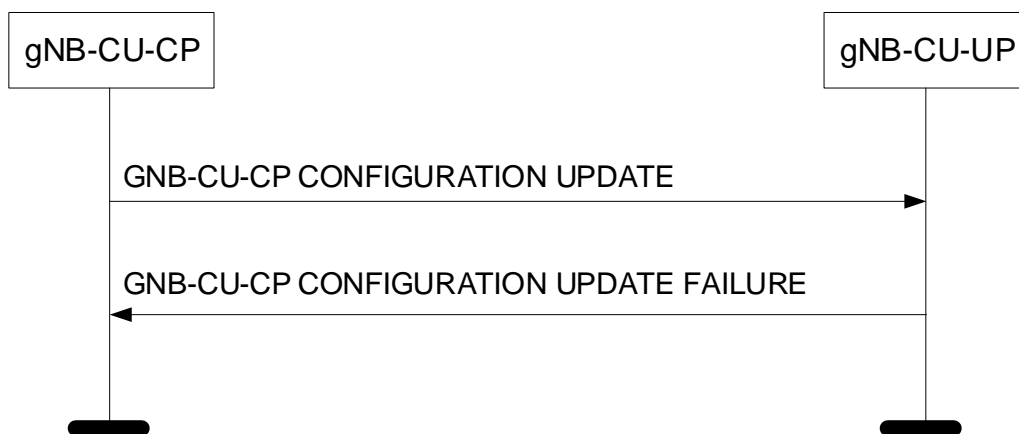 gNB-CU-CP
gNB-CU-UP
GNB-CU-CP CONFIGURATION UPDATE
GNB-CU-CP CONFIGURATION UPDATE FAILURE